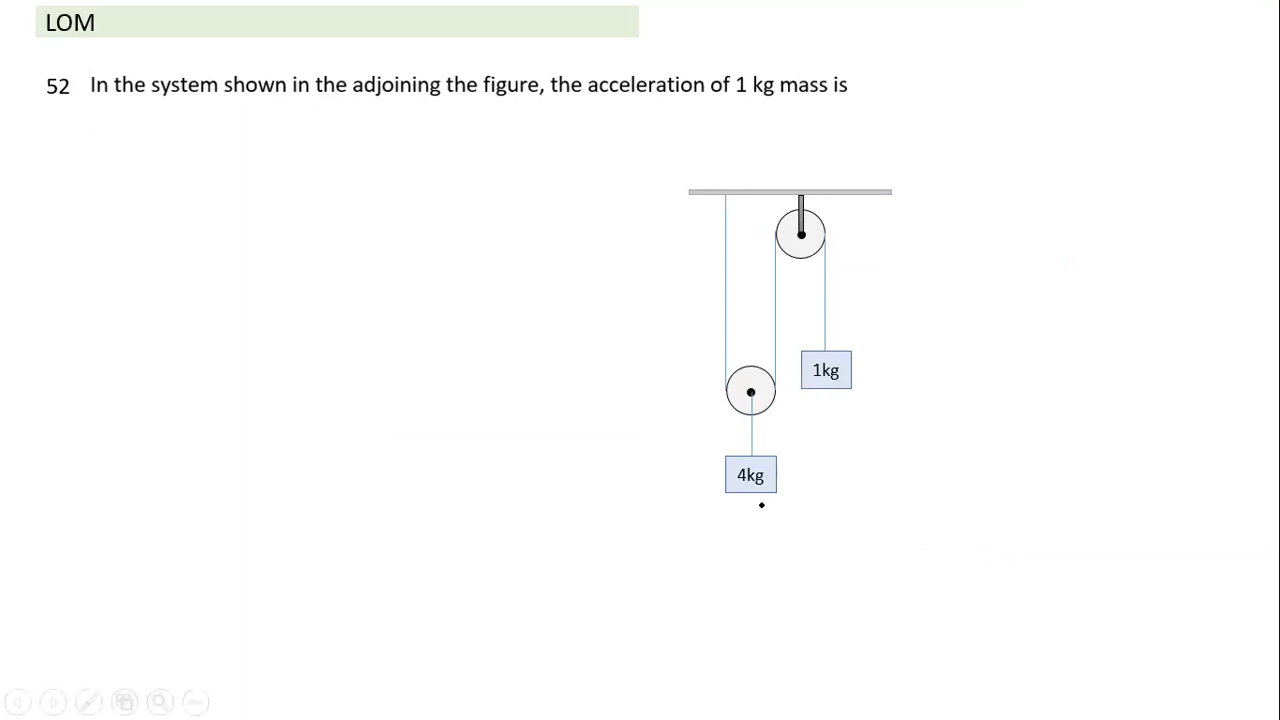 LOM
52 In the system shown in the adjoining the figure, the acceleration of 1 kg mass is
1kg
4kg